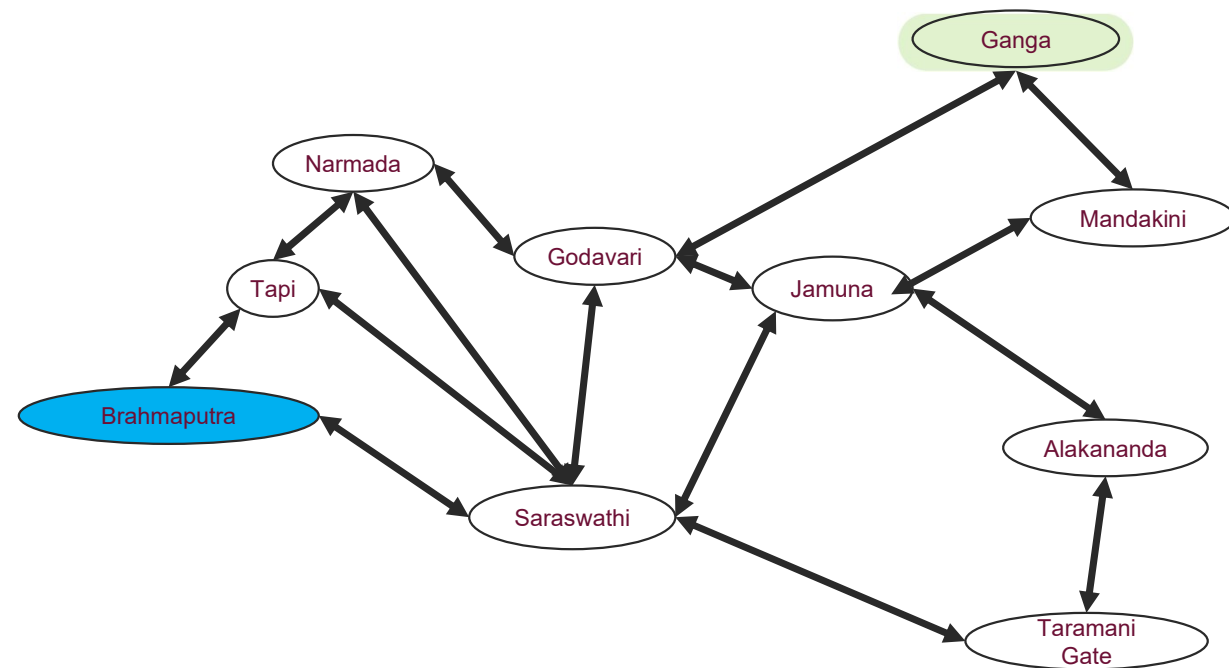 Ganga
Narmada
Mandakini
Godavari
Tapi
Jamuna
Brahmaputra
Alakananda
Saraswathi
Taramani
Gate